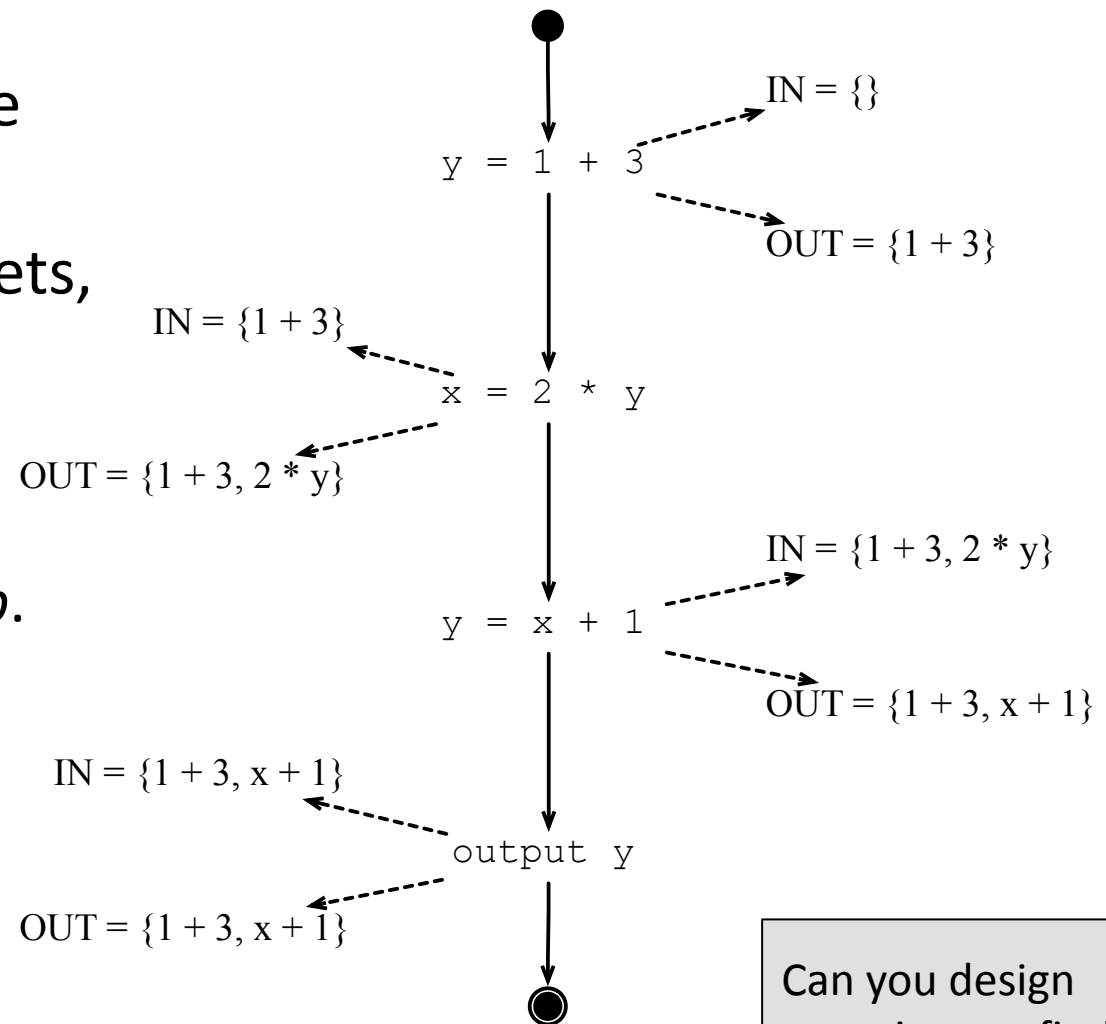 e
IN = {}
y = 1 + 3
OUT = {1 + 3}
ets,
IN = {1 + 3}
x = 2 * y
OUT = {1 + 3, 2 * y}
IN = {1 + 3, 2 * y}
o.
y = x + 1
OUT = {1 + 3, x + 1}
IN = {1 + 3, x + 1}
output y
OUT = {1 + 3, x + 1}
Can you design